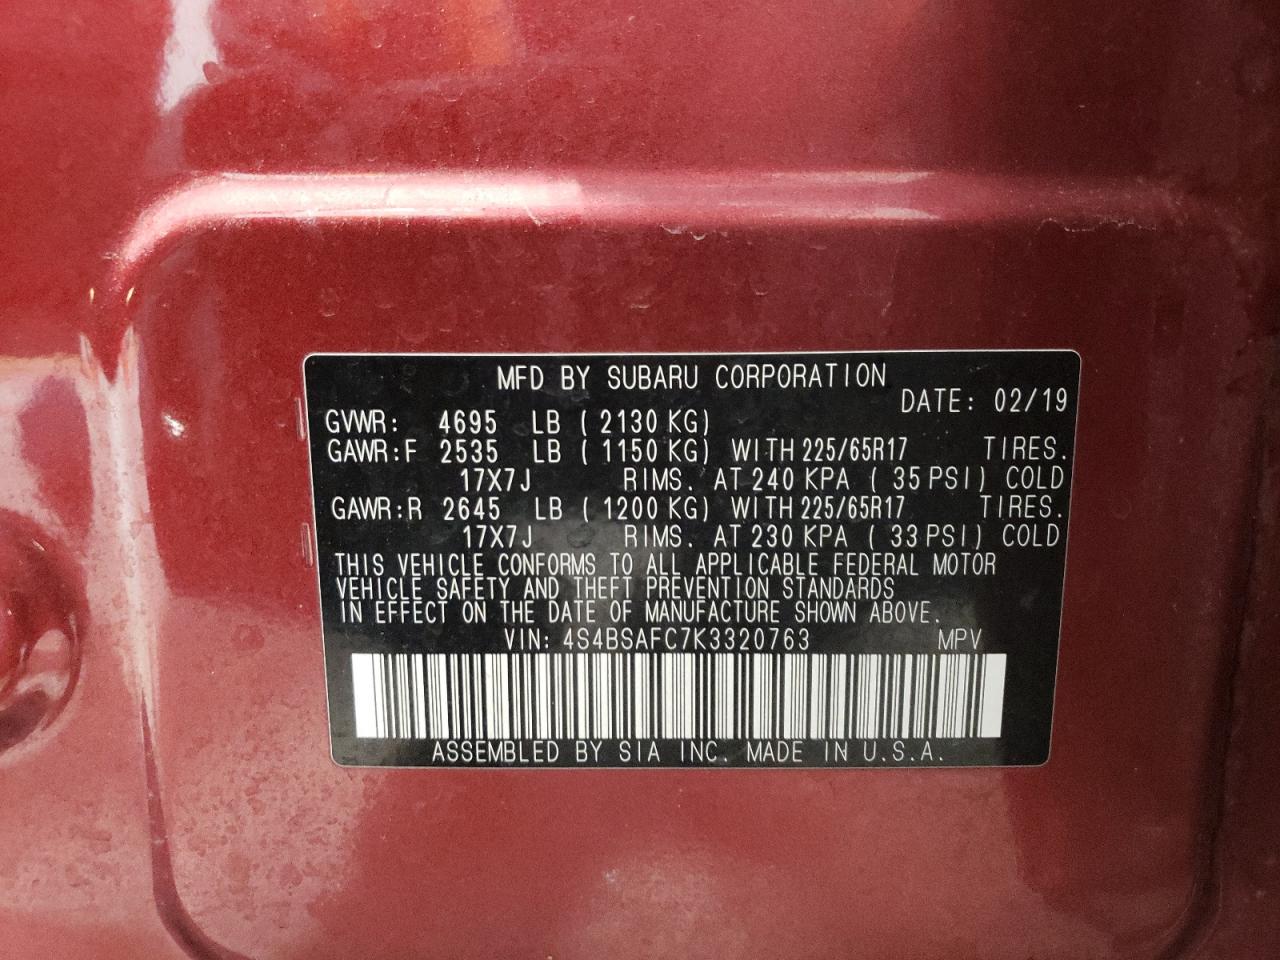 MFD BY SUBARU CORPORATION
DATE: 02/19
GVWR: 4695 LB ( 2130 KG)
GAWR:F 2535 LB ( 1150 KG) WITH 225/65R17 TIRES.
17X7J RIMS. AT 240 KPA ( 35 PSI) COLD
GAWR:R 2645 LB ( 1200 KG) WITH 225/65R17 TIRES.
17X7J RIMS. AT 230 KPA ( 33 PSI) COLD
THIS VEHICLE CONFORMS TO ALL APPLICABLE FEDERAL MOTOR
VEHICLE SAFETY AND THEFT PREVENTION STANDARDS
IN EFFECT ON THE DATE OF MANUFACTURE SHOWN ABOVE.
VIN: 4S4BSAFC7K3320763 MPV
ASSEMBLED BY SIA INC. MADE IN U.S.A.